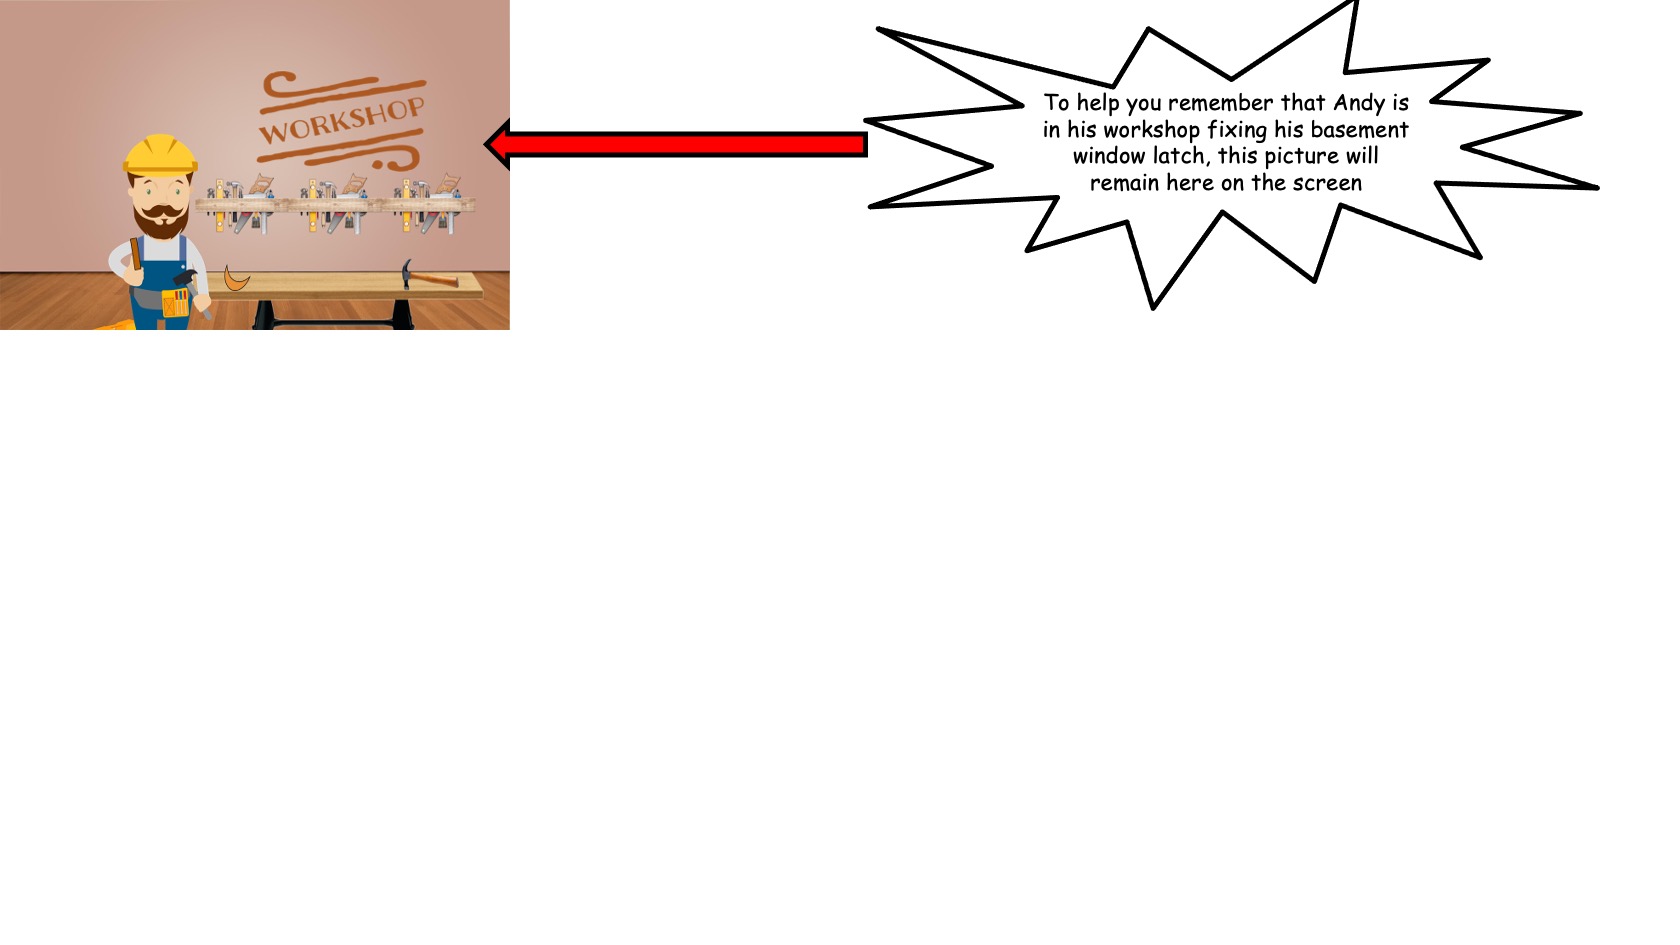 WORKSHOP
To help you remember that Andy is
in his workshop fixing his basement
window latch, this picture will
remain here on the screen